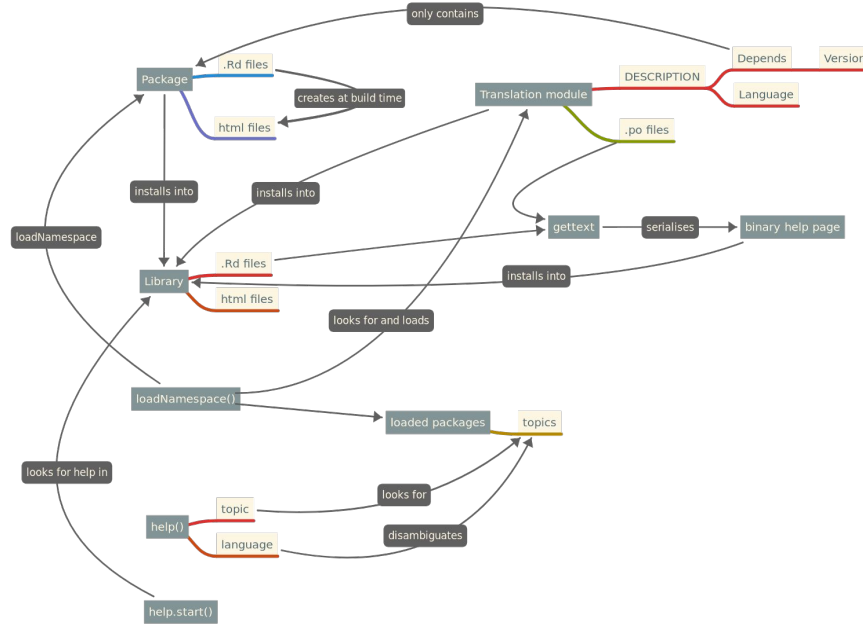 only contains
.Rd files
Depends
Version
Package
DESCRIPTION
Translation module
Language
creates at build time
html files
.po files
installs into
installs into
gettext
serialises
binary help page
loadNamespace
.Rd files
Library
installs into
html files
looks for and loads
loadNamespace()
loaded packages
topics
looks for help in
looks for
topic
help()
disambiguates
language
help.start()